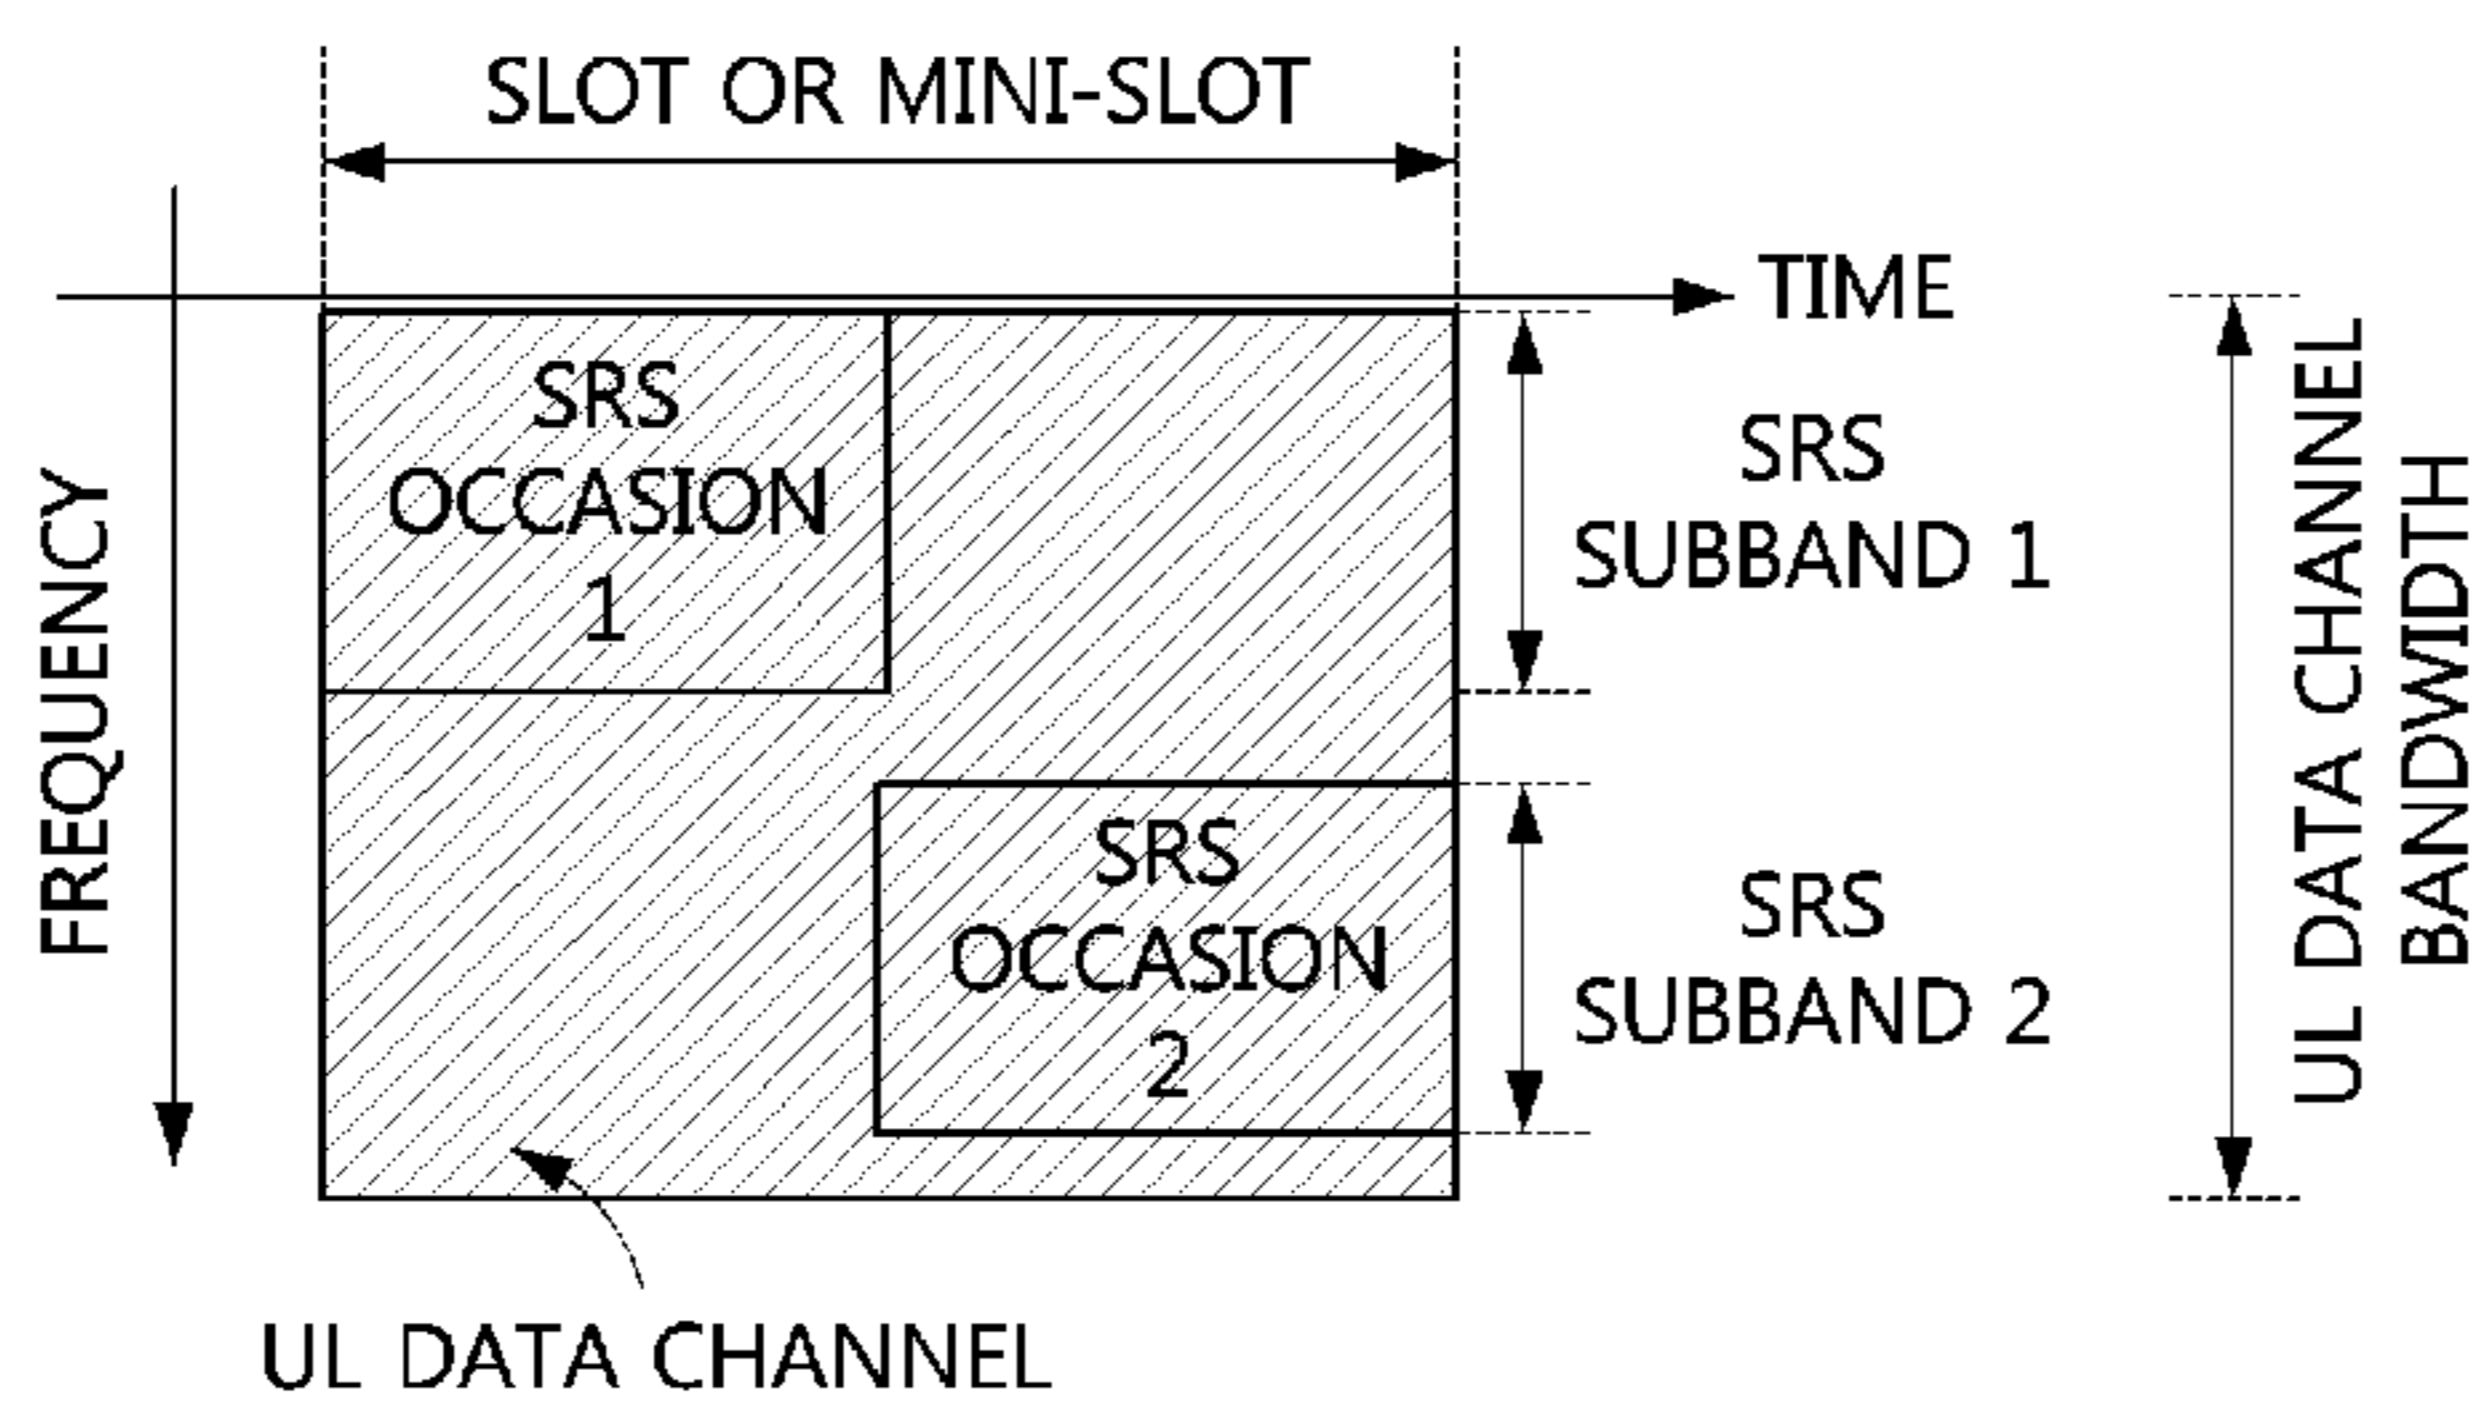 SLOT OR MINI-SLOT
TIME
FREQUENCY
SRS
OCCASION
1
SRS
SUBBAND 1
SRS
OCCASION
2
SRS
SUBBAND 2
UL DATA CHANNEL
BANDWIDTH
UL DATA CHANNEL